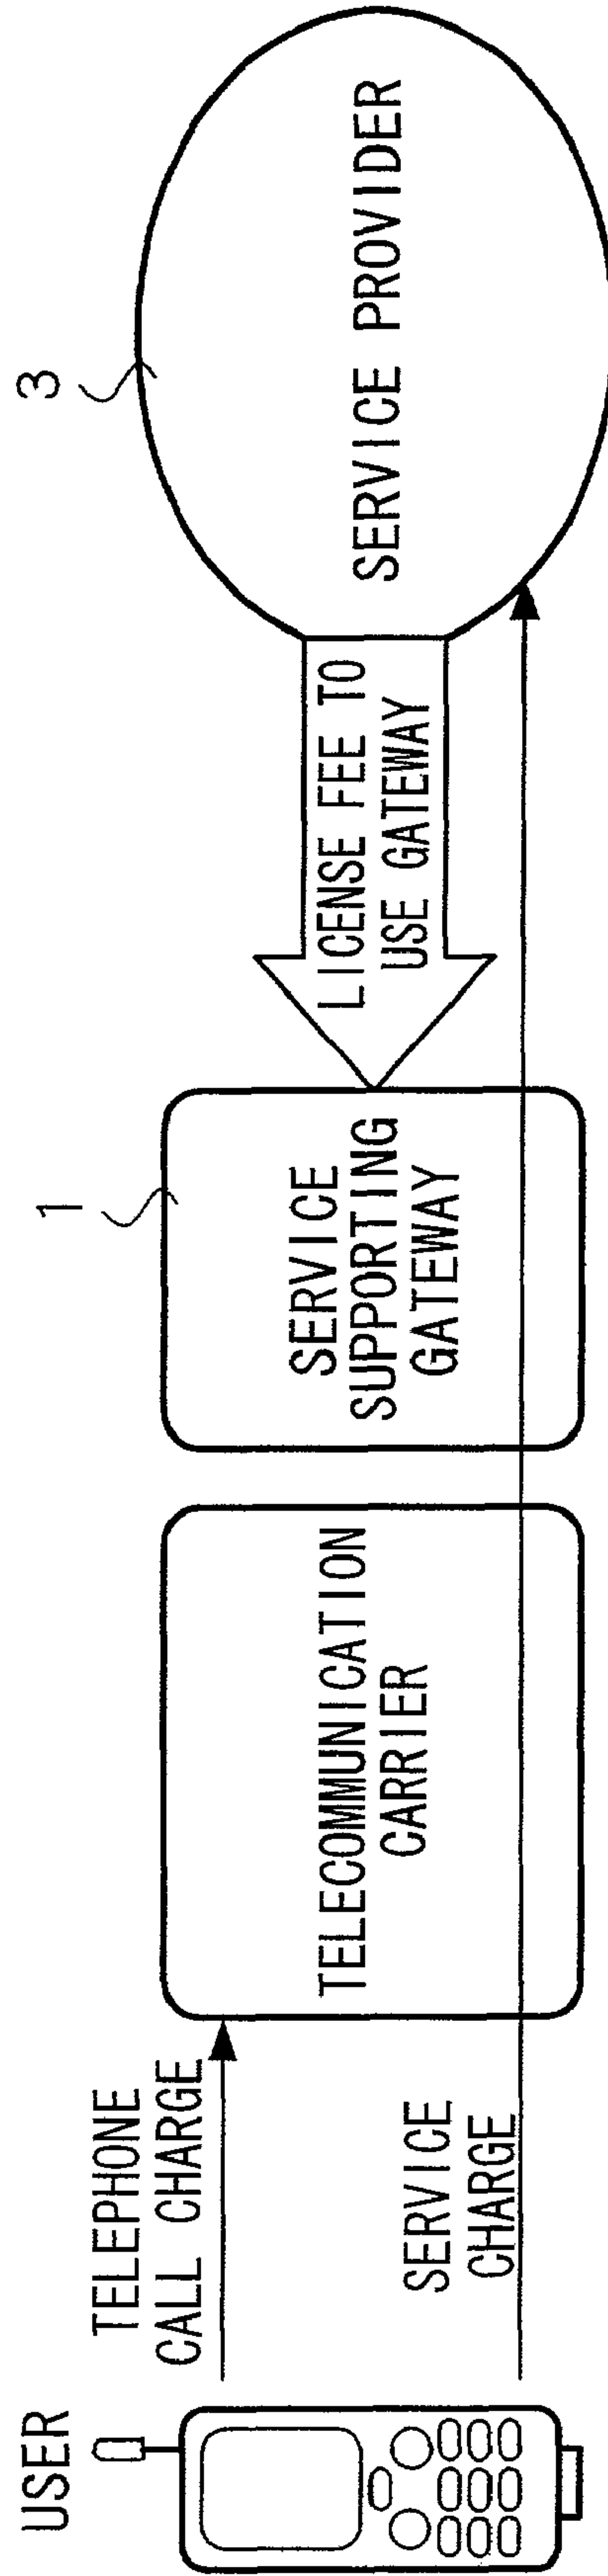 USER
TELEPHONE
CALL CHARGE
SERVICE
CHARGE
TELECOMMUNICATION
CARRIER
1
SERVICE
SUPPORTING
GATEWAY
LICENSE FEE TO
USE GATEWAY
3
SERVICE PROVIDER